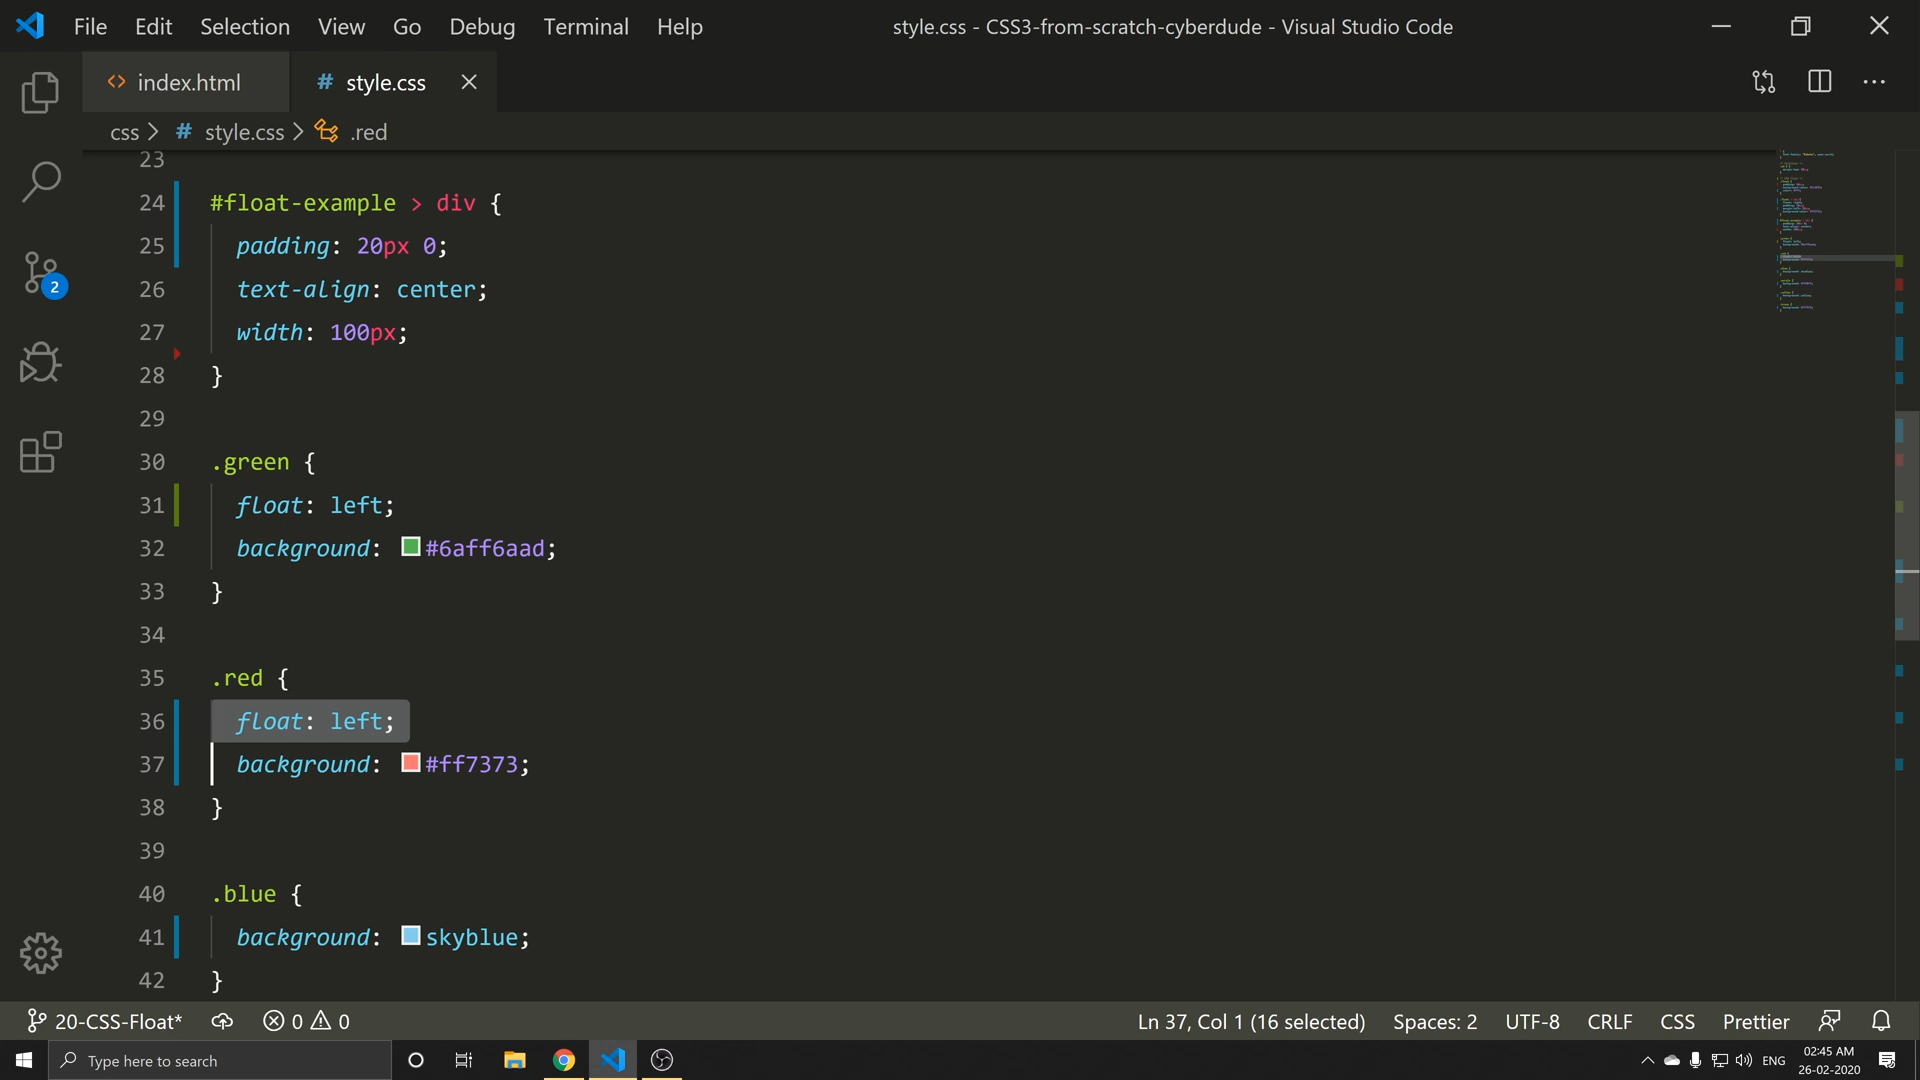 File Edit Selection View Go Debug Terminal Help
style.css - CSS3-from-scratch-cyberdude - Visual Studio Code
<> index.html
# style.css
css > # style.css > .red
23
24 #float-example > div {
25 padding: 20px 0;
26 text-align: center;
27 width: 100px;
28 }
29
30 .green {
31 float: left;
32 background: #6aff6aad;
33 }
34
35 .red {
36 float: left;
37 background: #ff7373;
38 }
39
40 .blue {
41 background: skyblue;
42 }
2
20-CSS-Float* 0 0
Ln 37, Col 1 (16 selected) Spaces: 2 UTF-8 CRLF CSS Prettier
Type here to search
ENG
02:45 AM
26-02-2020